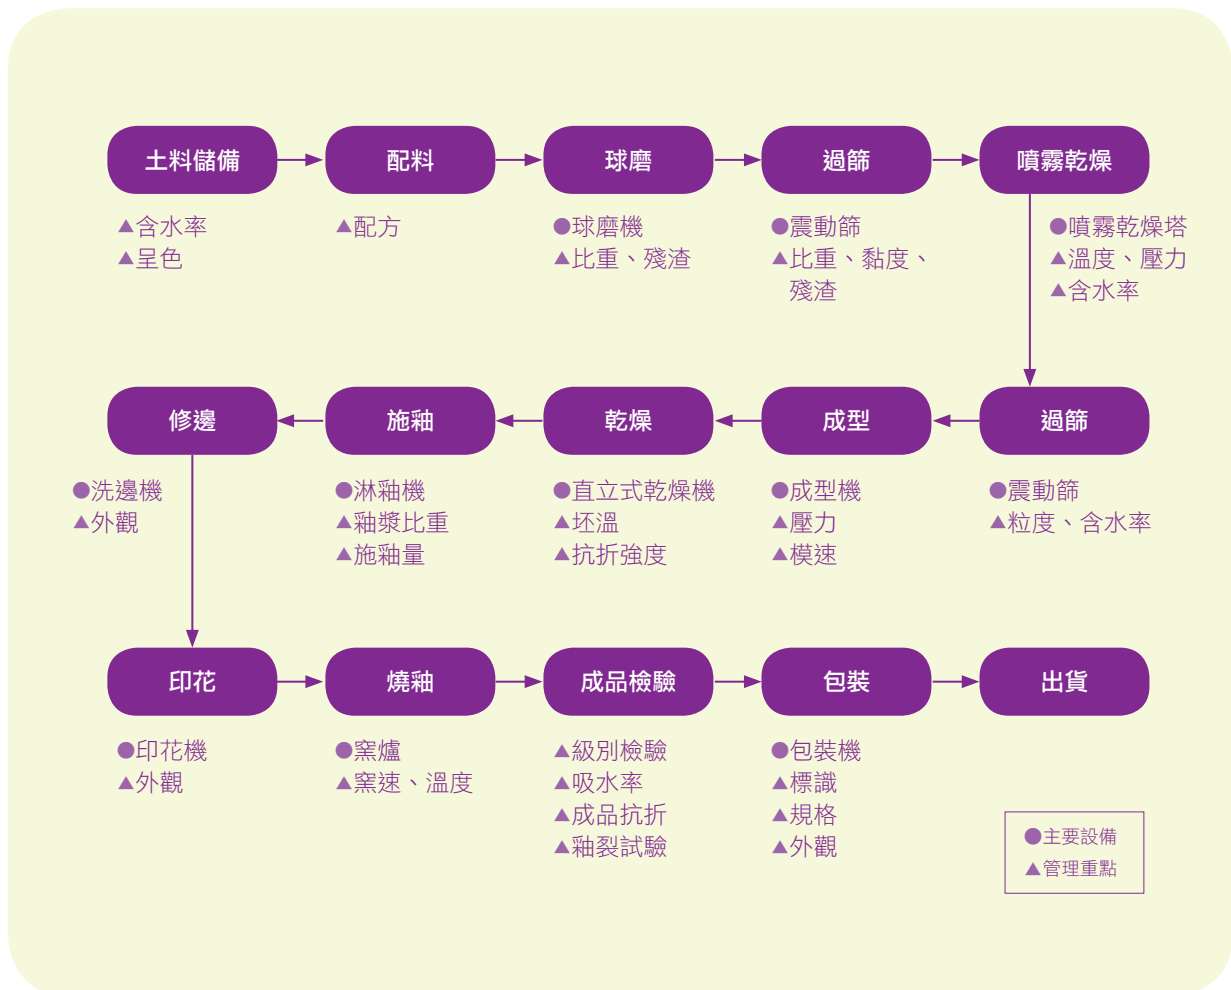 土料儲備
▲含水率
▲呈色
配料
▲配方
球磨
●球磨機
▲比重、殘渣
過篩
●震動篩
▲比重、黏度、
殘渣
噴霧乾燥
●噴霧乾燥塔
▲溫度、壓力
▲含水率
過篩
●震動篩
▲粒度、含水率
成型
●成型機
▲壓力
▲模速
乾燥
●直立式乾燥機
▲坯溫
▲抗折強度
施釉
●淋釉機
▲釉漿比重
▲施釉量
修邊
●洗邊機
▲外觀
印花
●印花機
▲外觀
燒釉
●窯爐
▲窯速、溫度
成品檢驗
▲級別檢驗
▲吸水率
▲成品抗折
▲釉裂試驗
包裝
●包裝機
▲標識
▲規格
▲外觀
出貨
●主要設備
▲管理重點